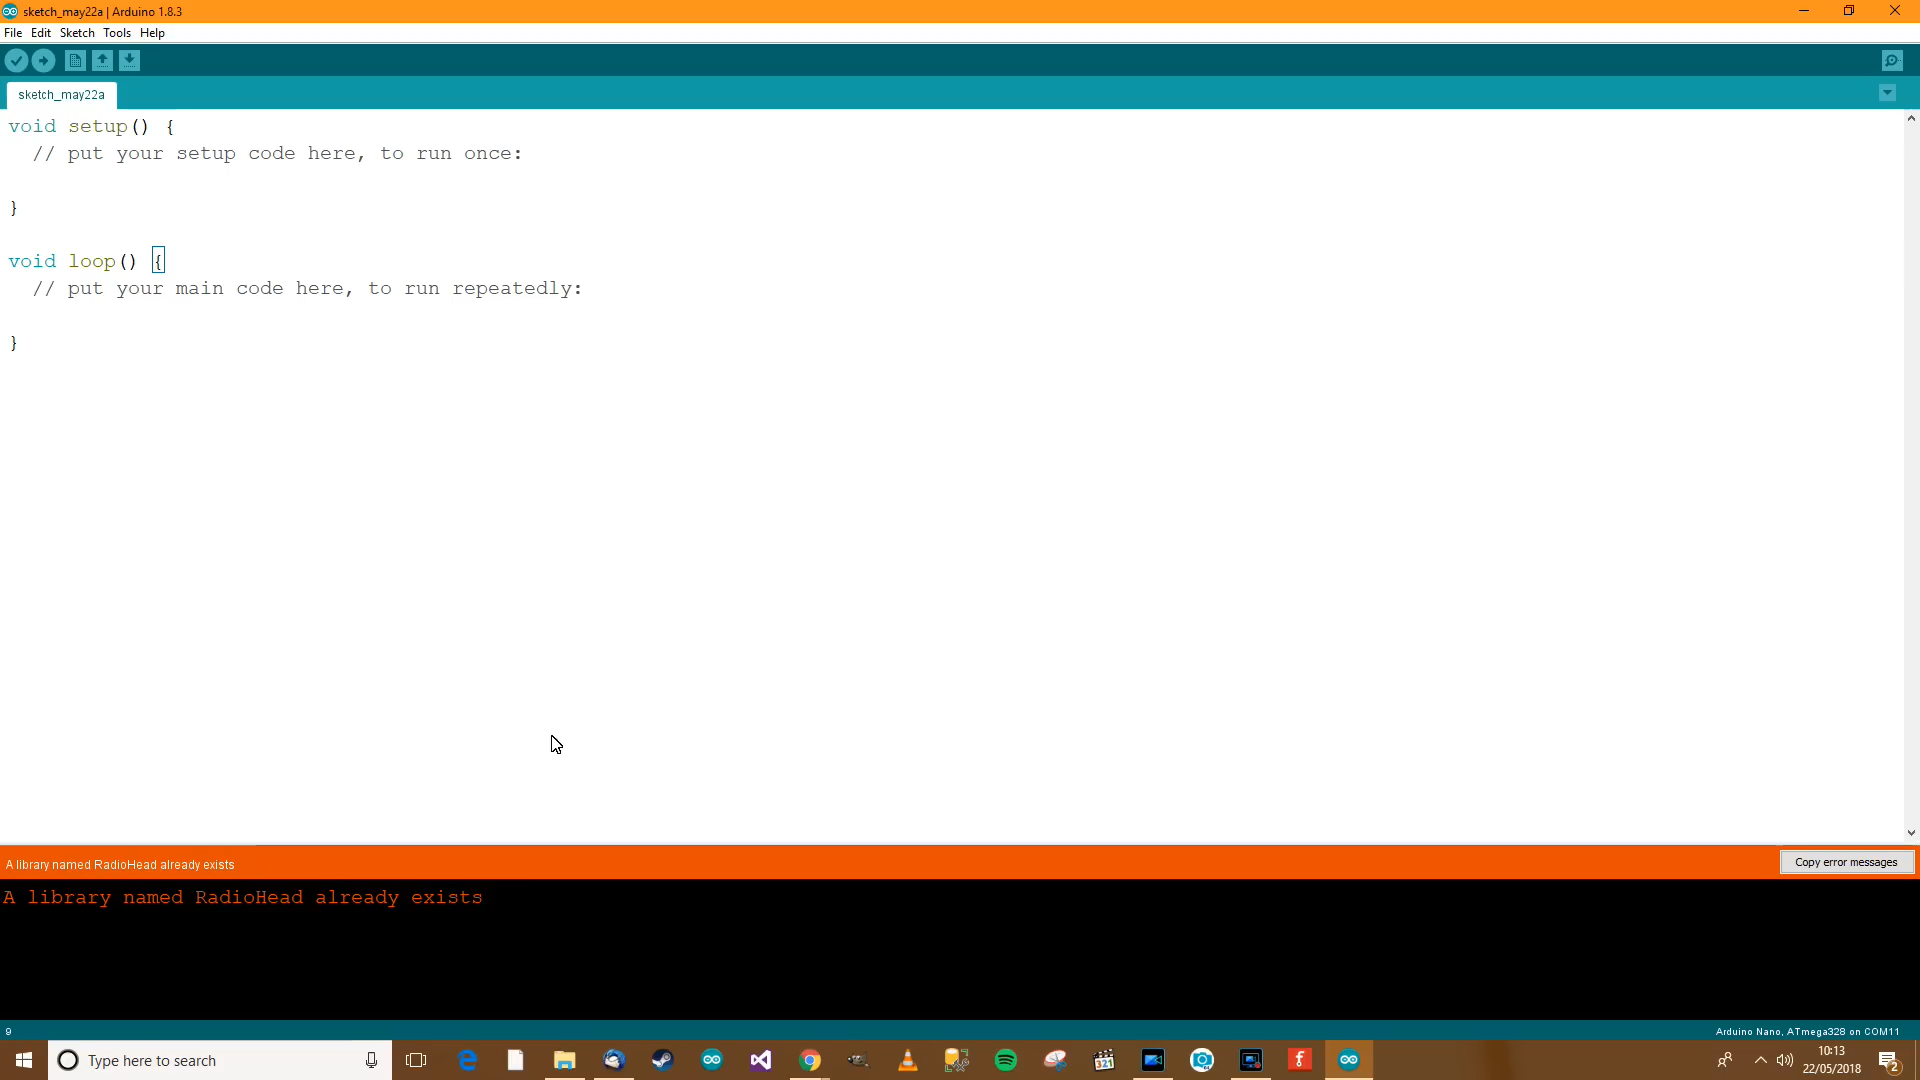 sketch_may22a | Arduino 1.8.3
File Edit Sketch Tools Help
sketch_may22a
void setup() {
  // put your setup code here, to run once:
}
void loop() {
  // put your main code here, to run repeatedly:
}
A library named RadioHead already exists
Copy error messages
A library named RadioHead already exists
9
Arduino Nano, ATmega328 on COM11
Type here to search
321
10:13
22/05/2018
2